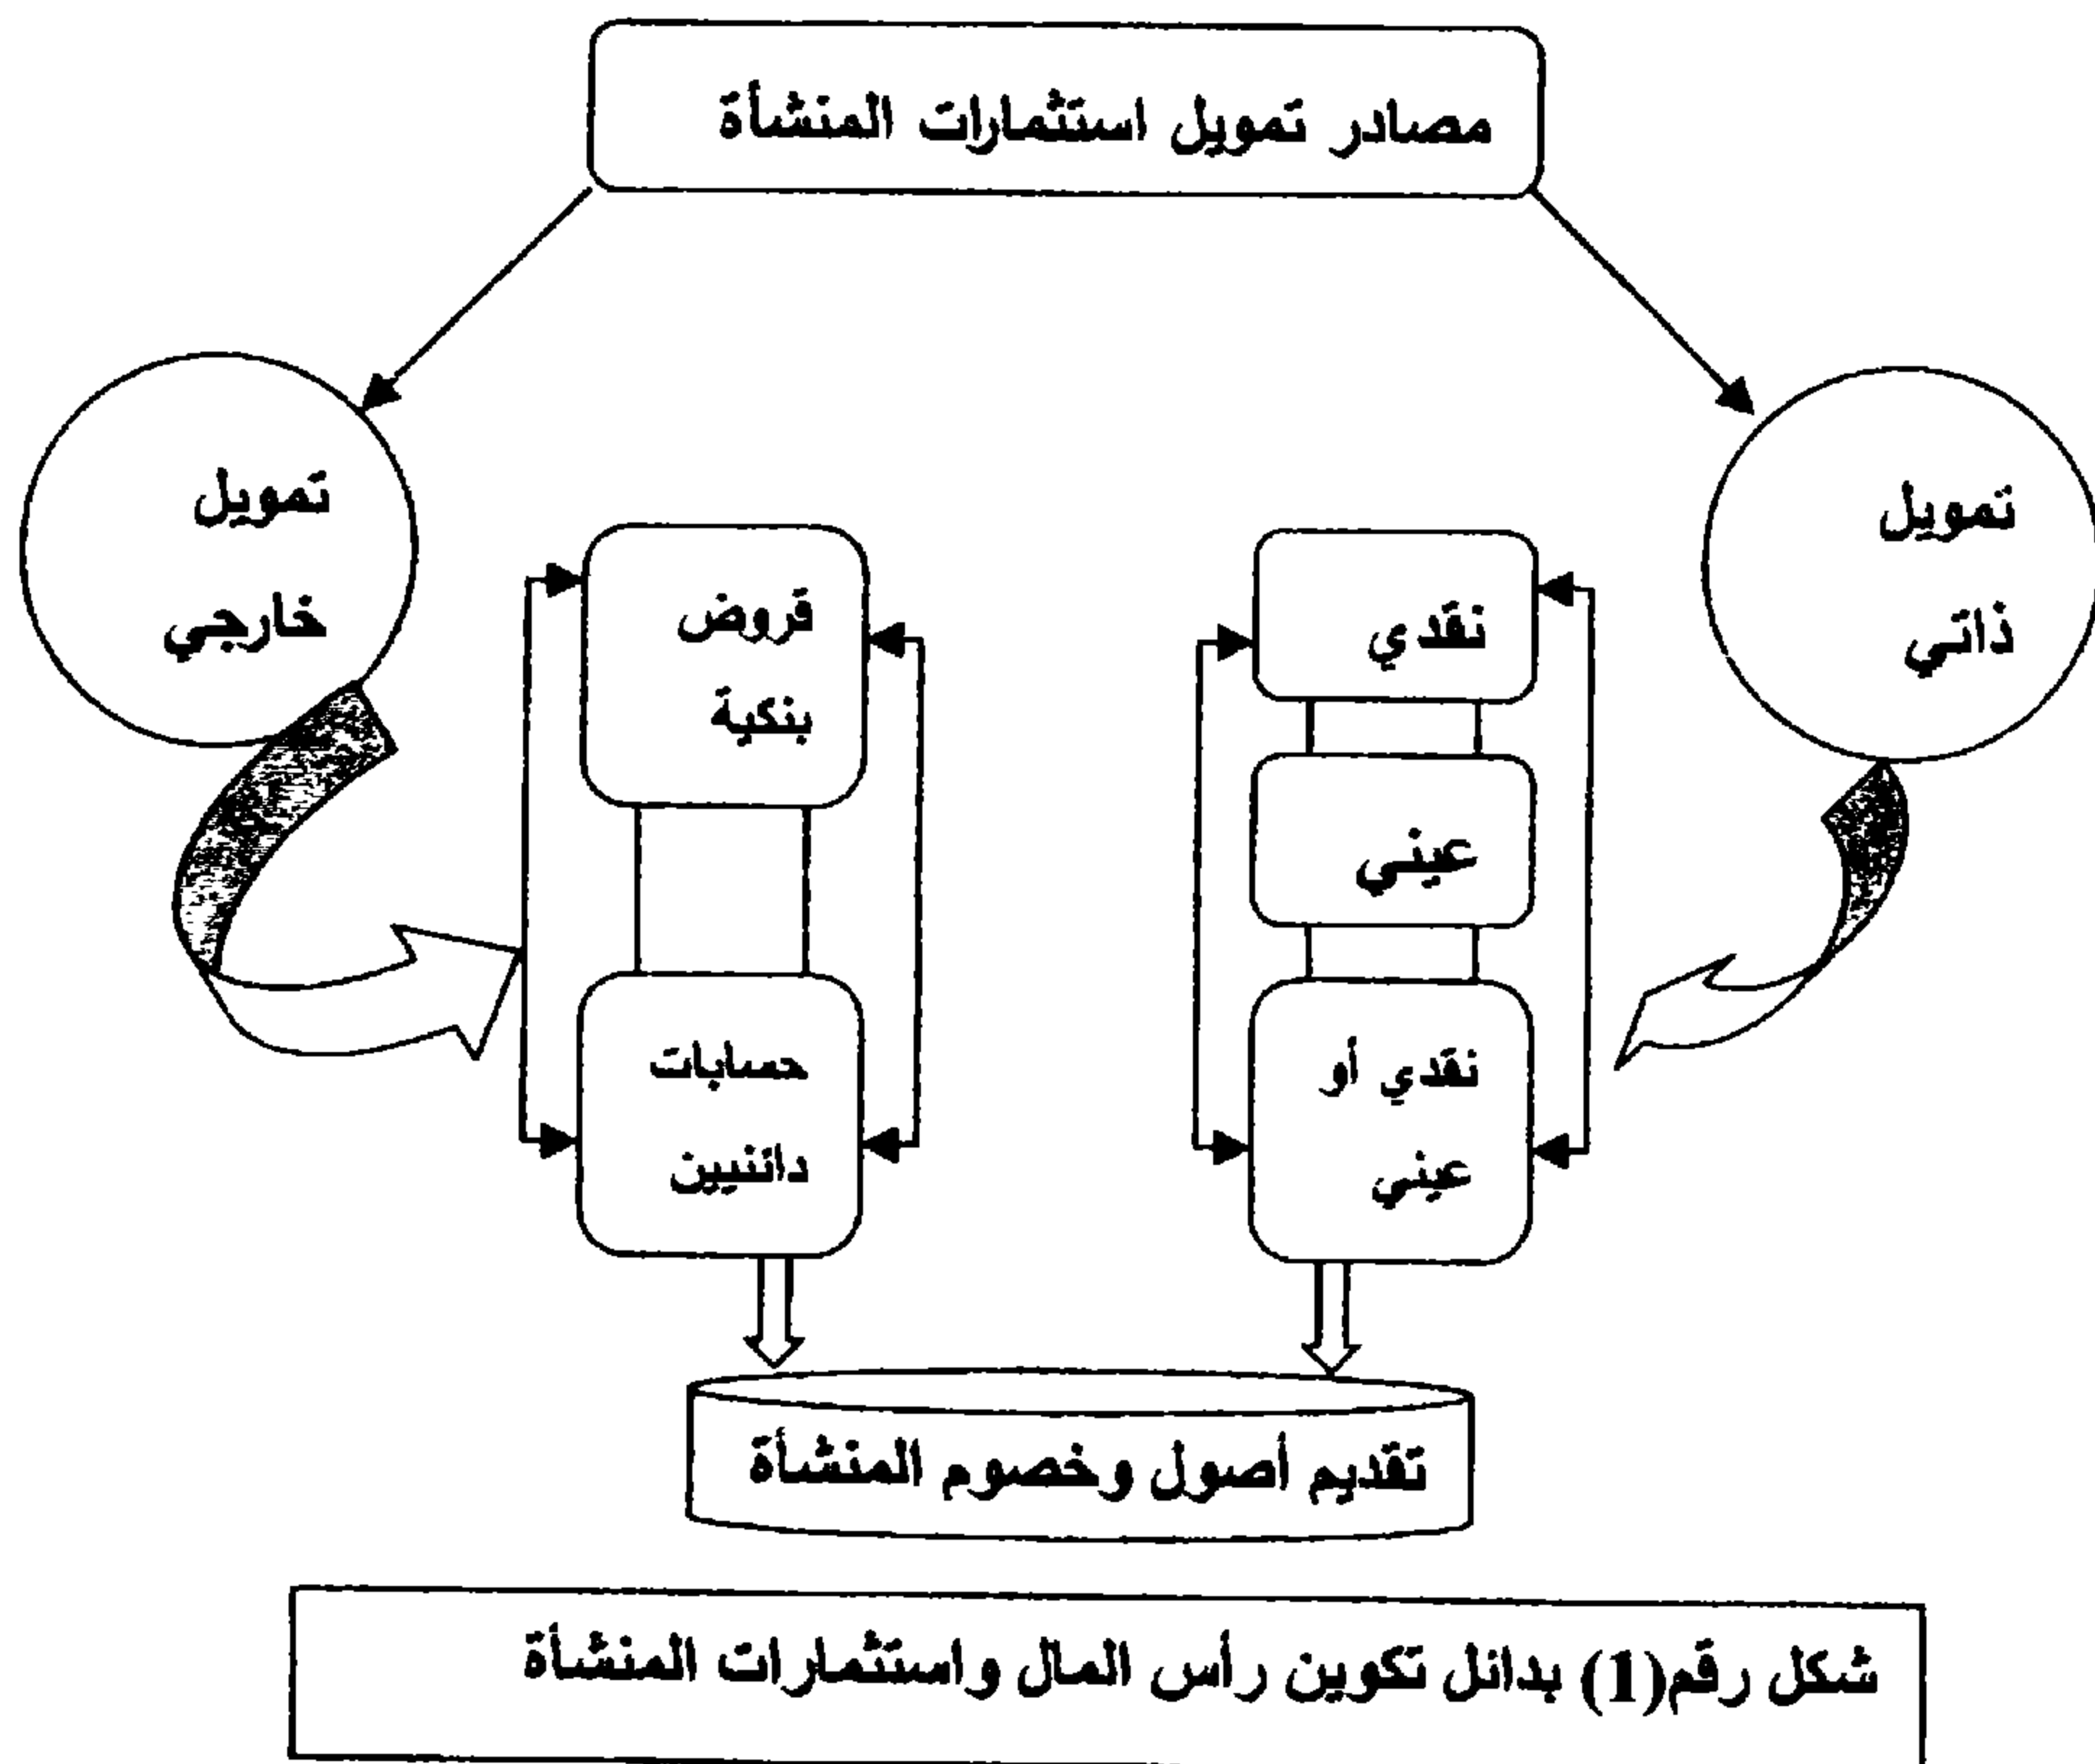 مصادر تمويل استثمارات المنشأة
تمويل
ذاتي
تمويل
خارجي
نقدي
عيني
نقدي أو
عيني
قروض
بنكية
حسابات
دائنيين
تقديم أصول وخصوم المنشأة
شكل رقم(1) بدائل تكوين رأس المال واستثمارات المنشأة